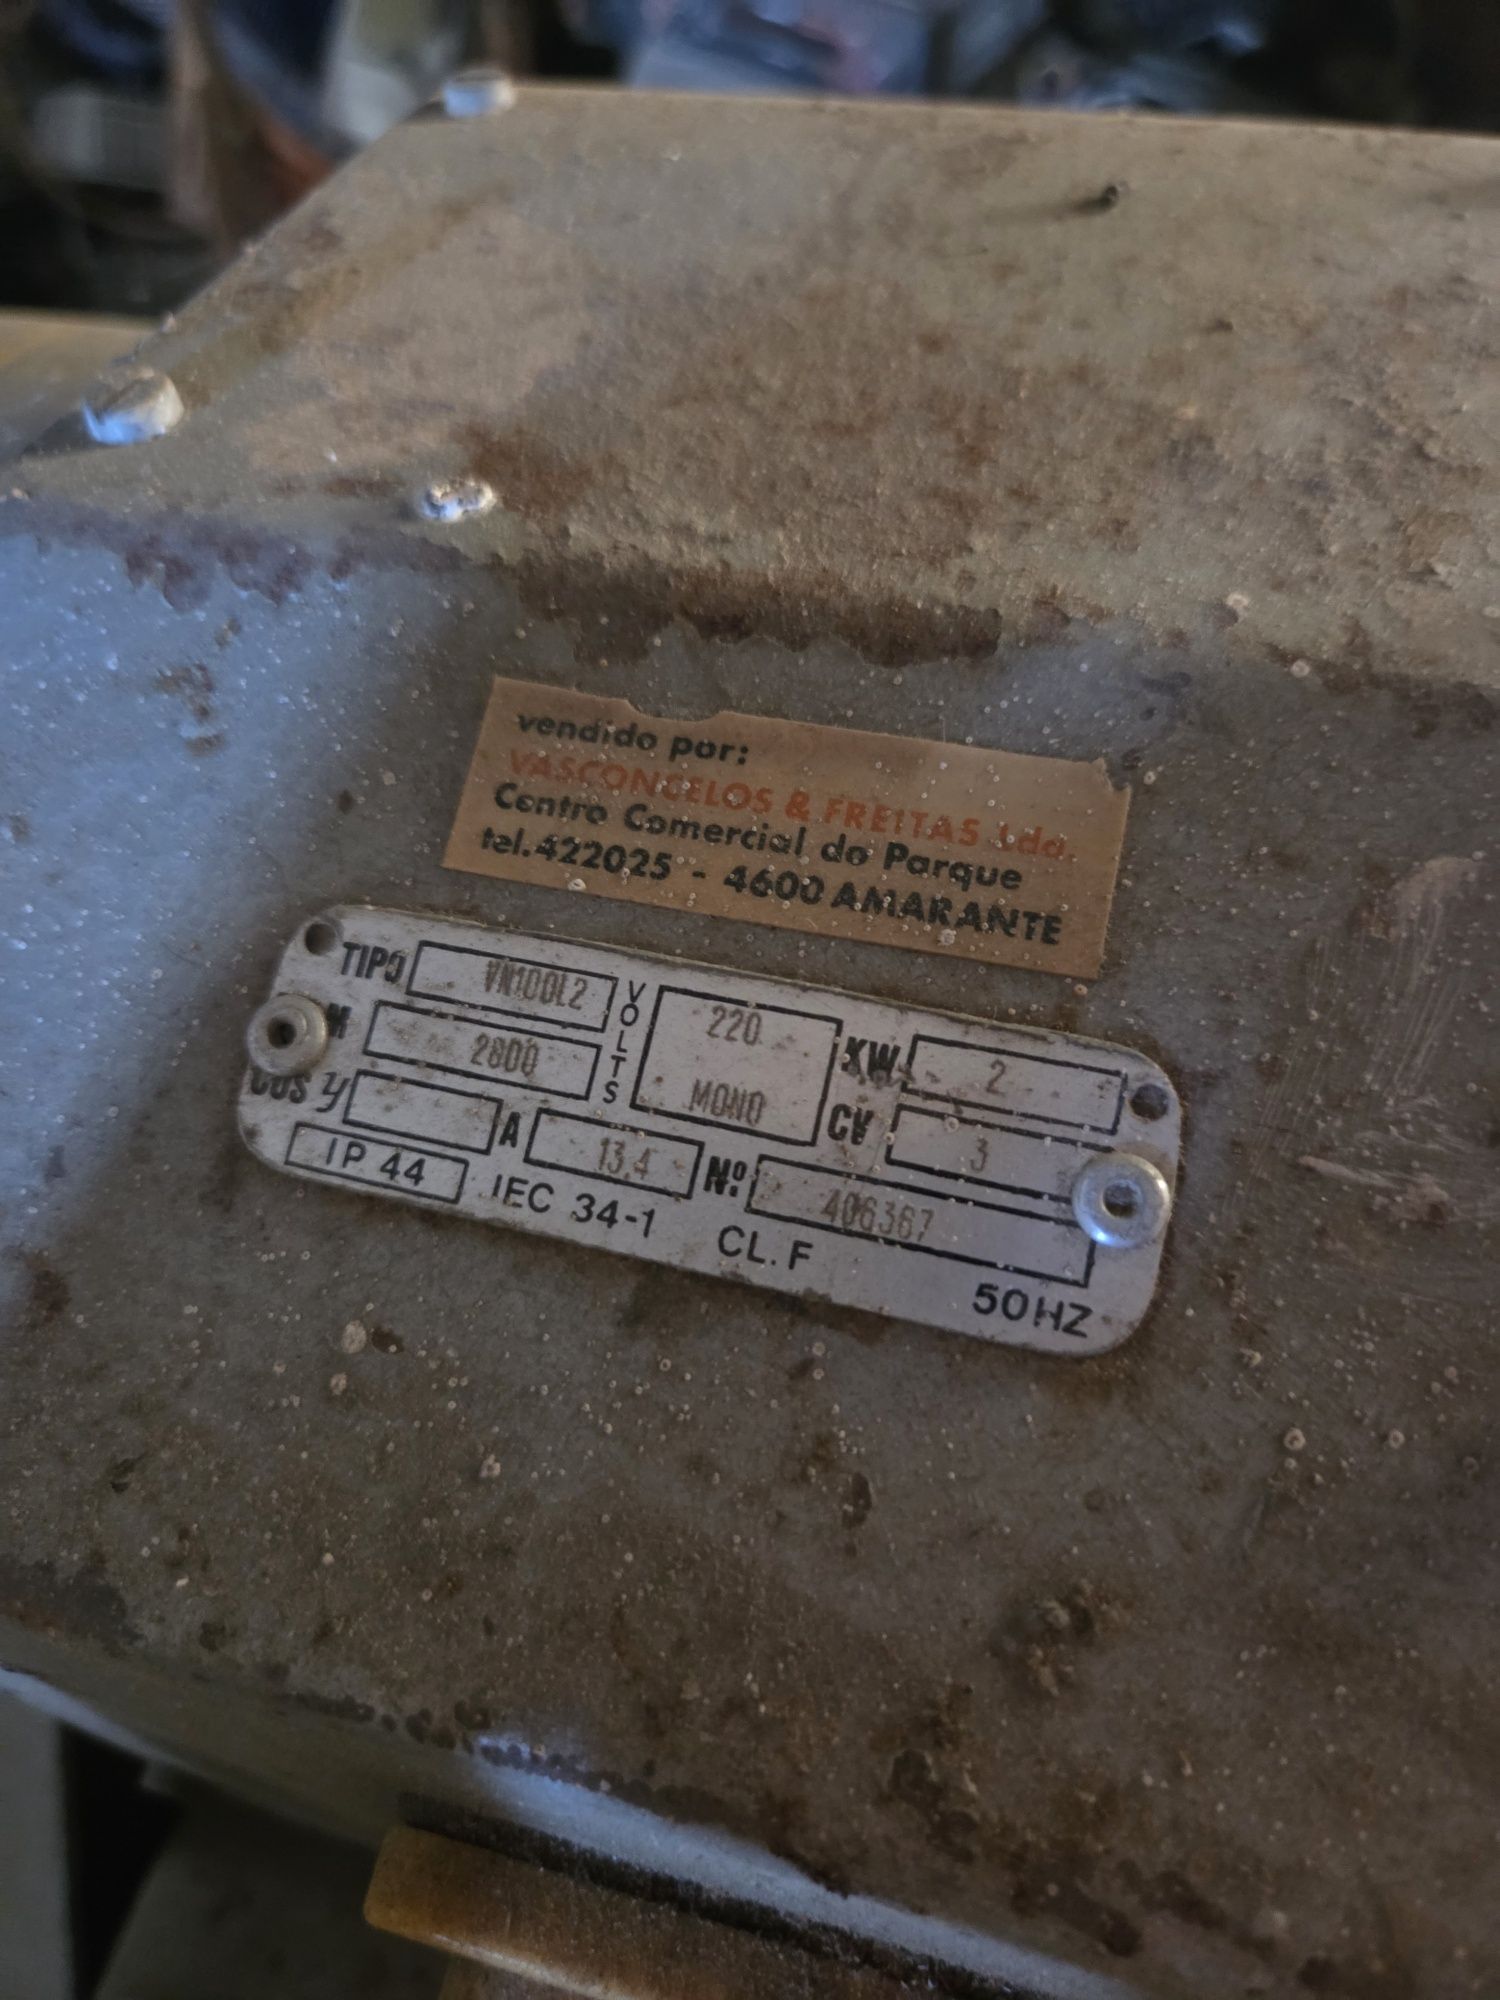 vendido por:
VASCONCELOS & FREITAS Lda.
Centro Comercial do Parque
tel. 422025 - 4600 AMARANTE
TIPO VN100L2 VOLTS 220 MONO KW 2
M 2800 CV 3
COS y A 13.4 Nº 406367
IP 44 IEC 34-1 CL. F 50HZ